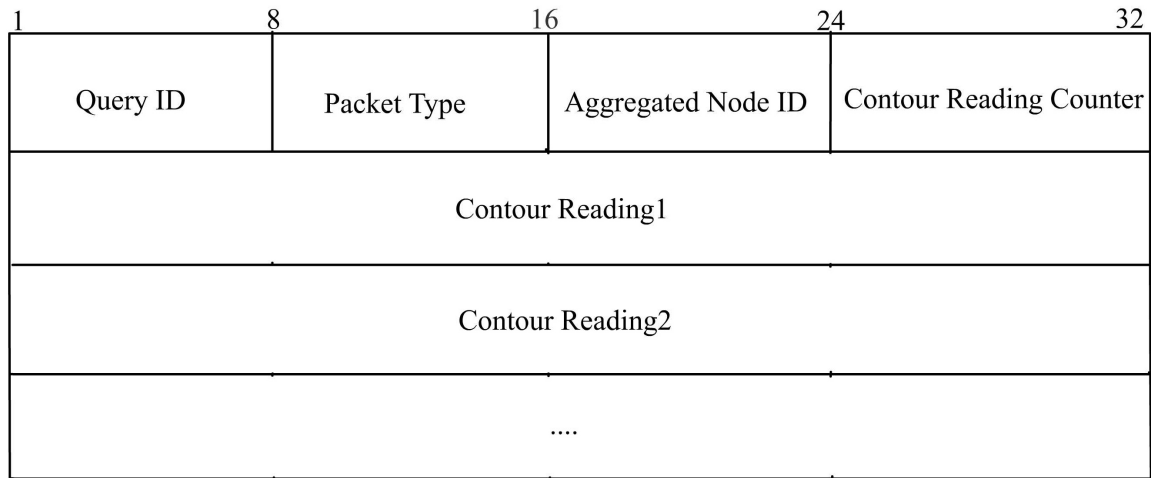 1 8 16 24 32
Query ID Packet Type Aggregated Node ID Contour Reading Counter
Contour Reading1
Contour Reading2
....